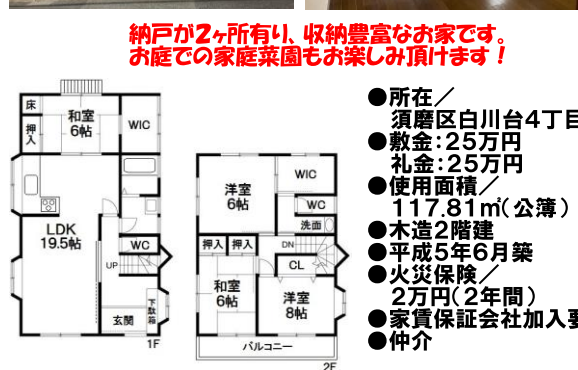 納戸が2ヶ所有り、収納豊富なお家です。
お庭での家庭菜園もお楽しみ頂けます！
●所在／
須磨区白川台4丁目
●敷金：25万円
礼金：25万円
●使用面積／
117.81㎡（公簿）
●木造2階建
●平成5年6月築
●火災保険／
2万円（2年間）
●家賃保証会社加入要
●仲介
床
和室
6帖
押入
WIC
LDK
19.5帖
WC
UP
下駄箱
玄関
1F
洋室
6帖
WIC
WC
洗面
押入
押入
DN
CL
和室
6帖
洋室
8帖
バルコニー
2F